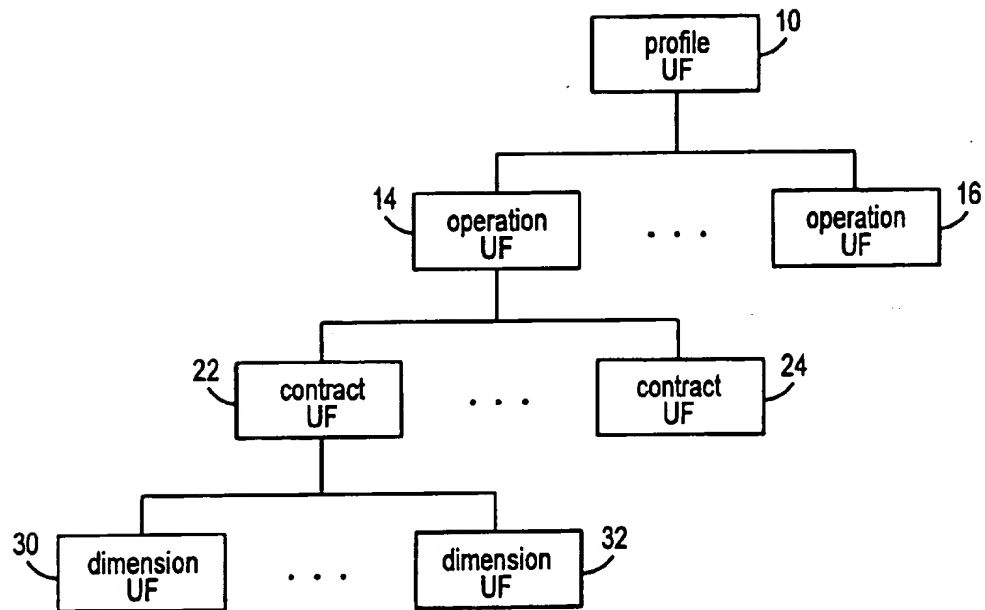 10
profile
UF
14
operation
UF
. . .
operation
UF
16
22
contract
UF
. . .
contract
UF
24
30
dimension
UF
. . .
dimension
UF
32